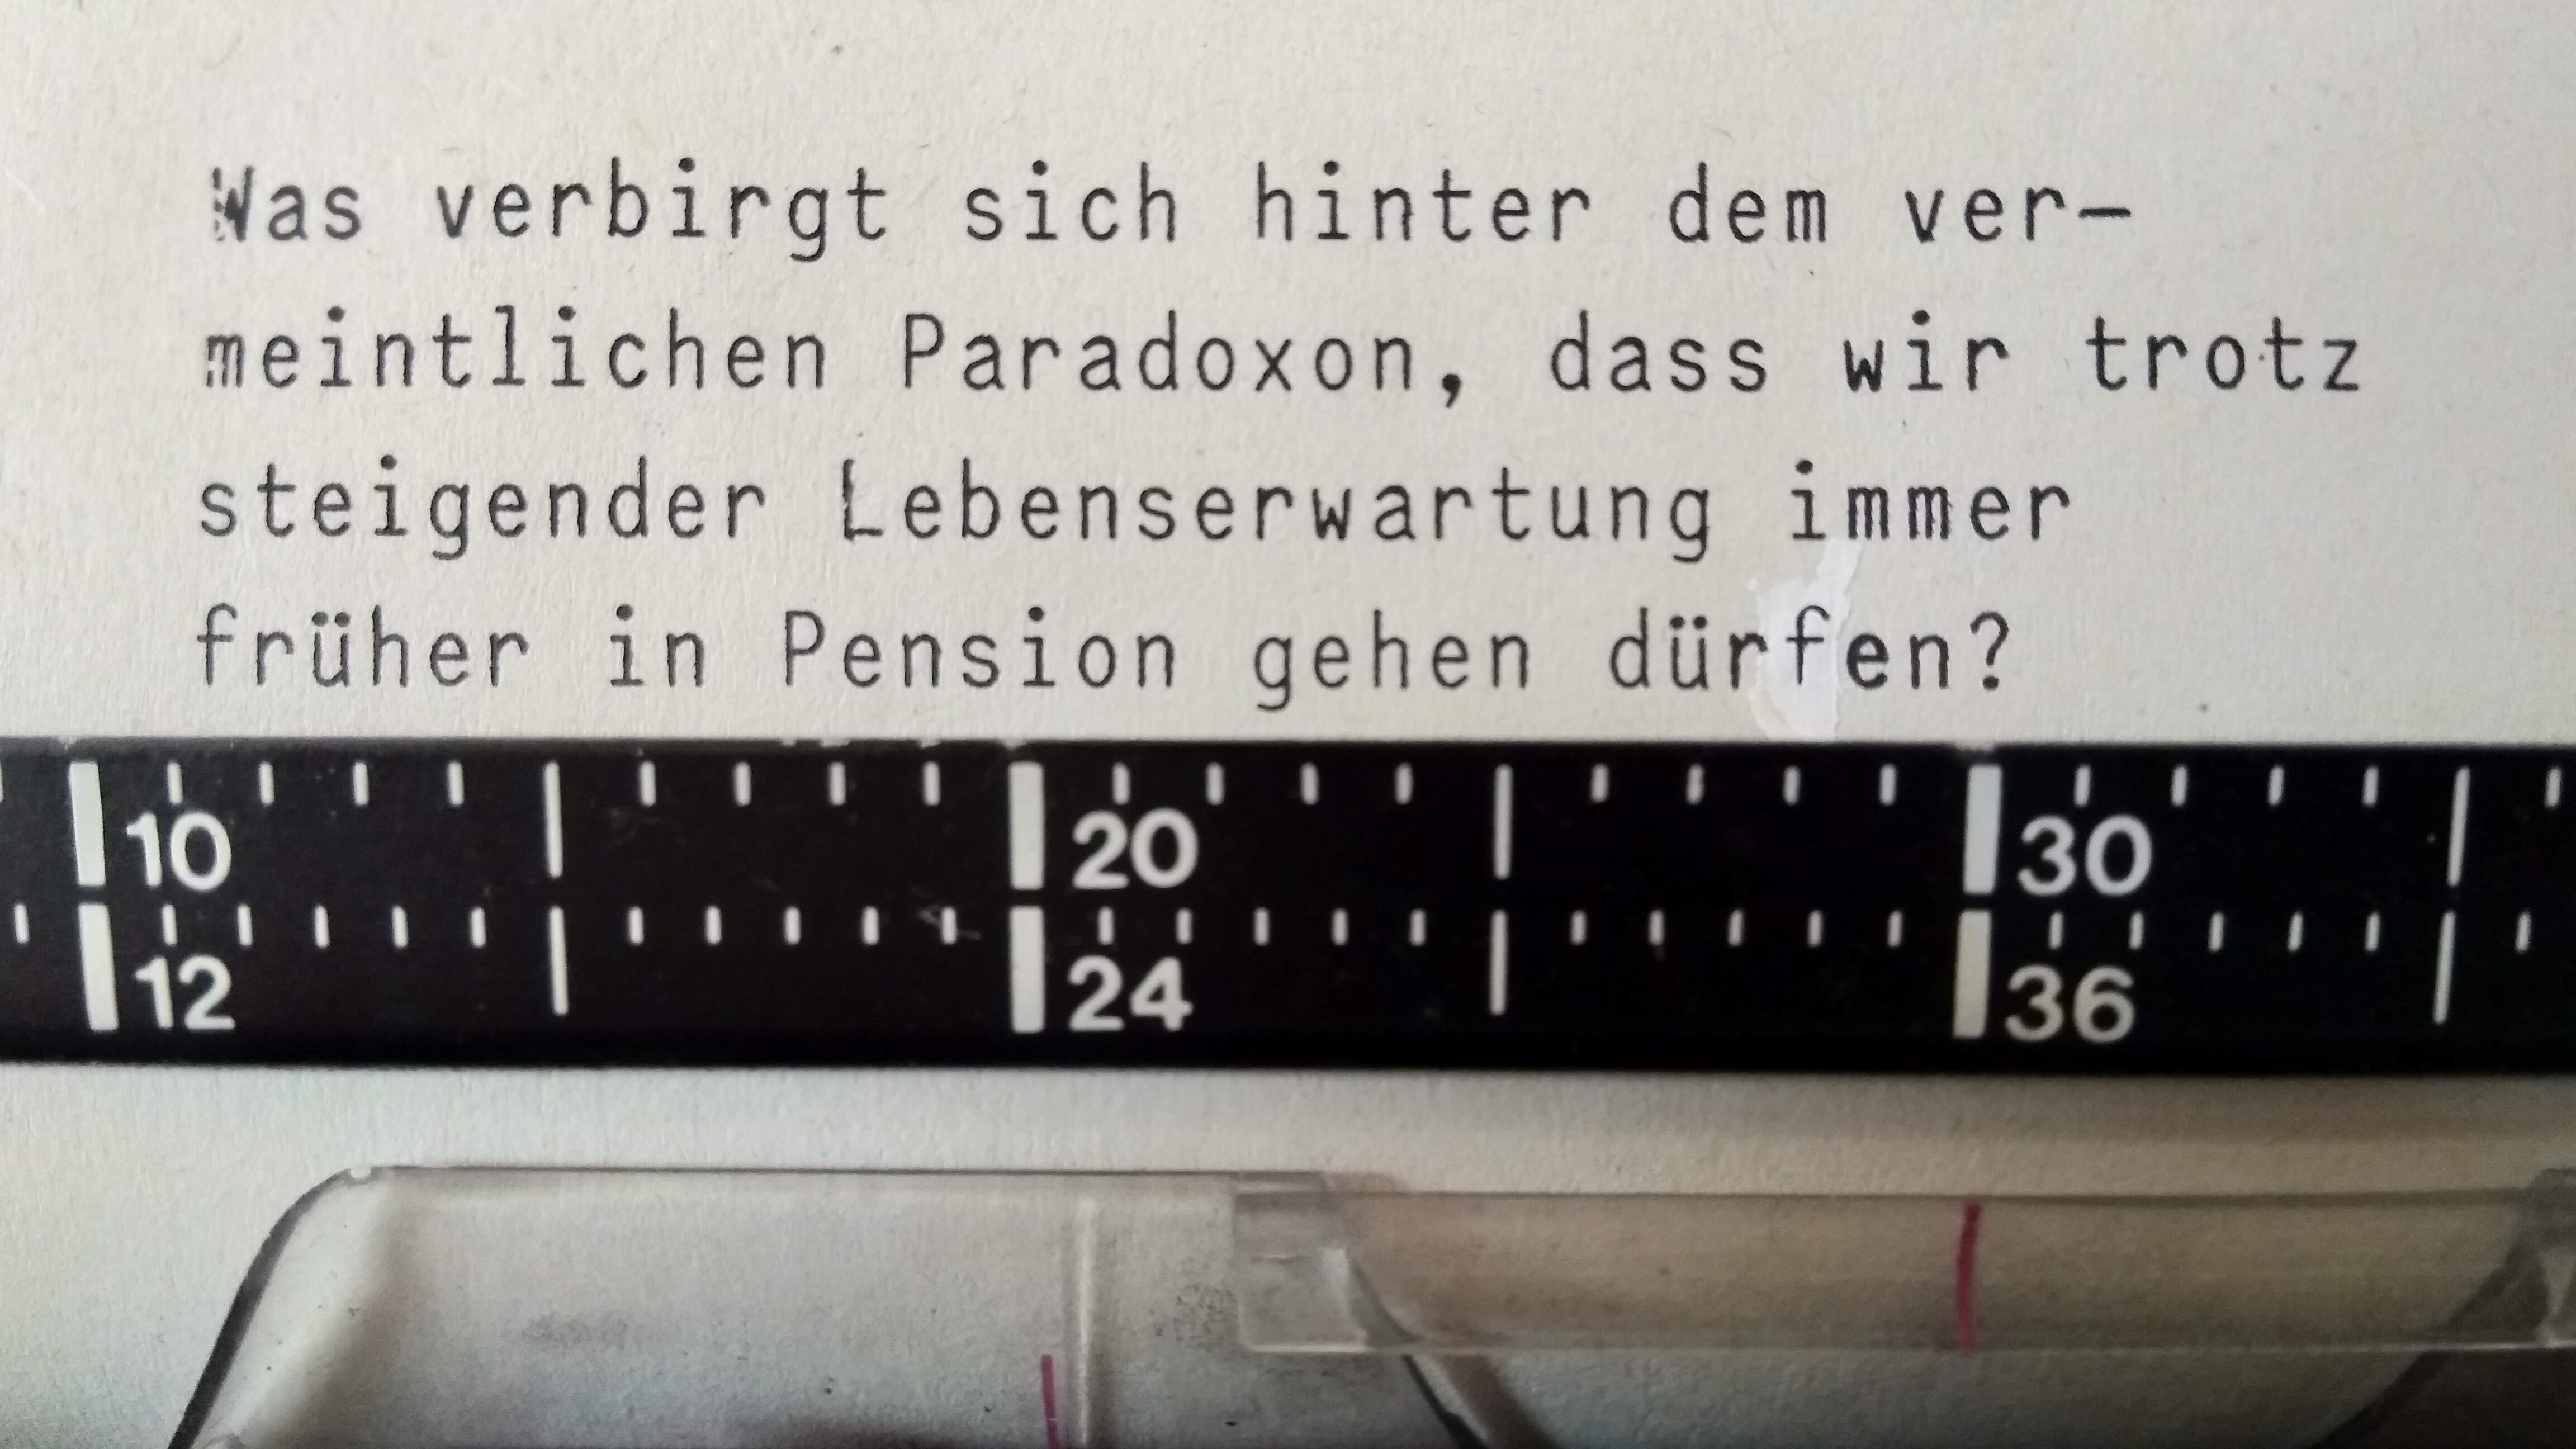 Was verbirgt sich hinter dem ver-
meintlichen Paradoxon, dass wir trotz
steigender Lebenserwartung immer
früher in Pension gehen dürfen?
10 20 30
12 24 36